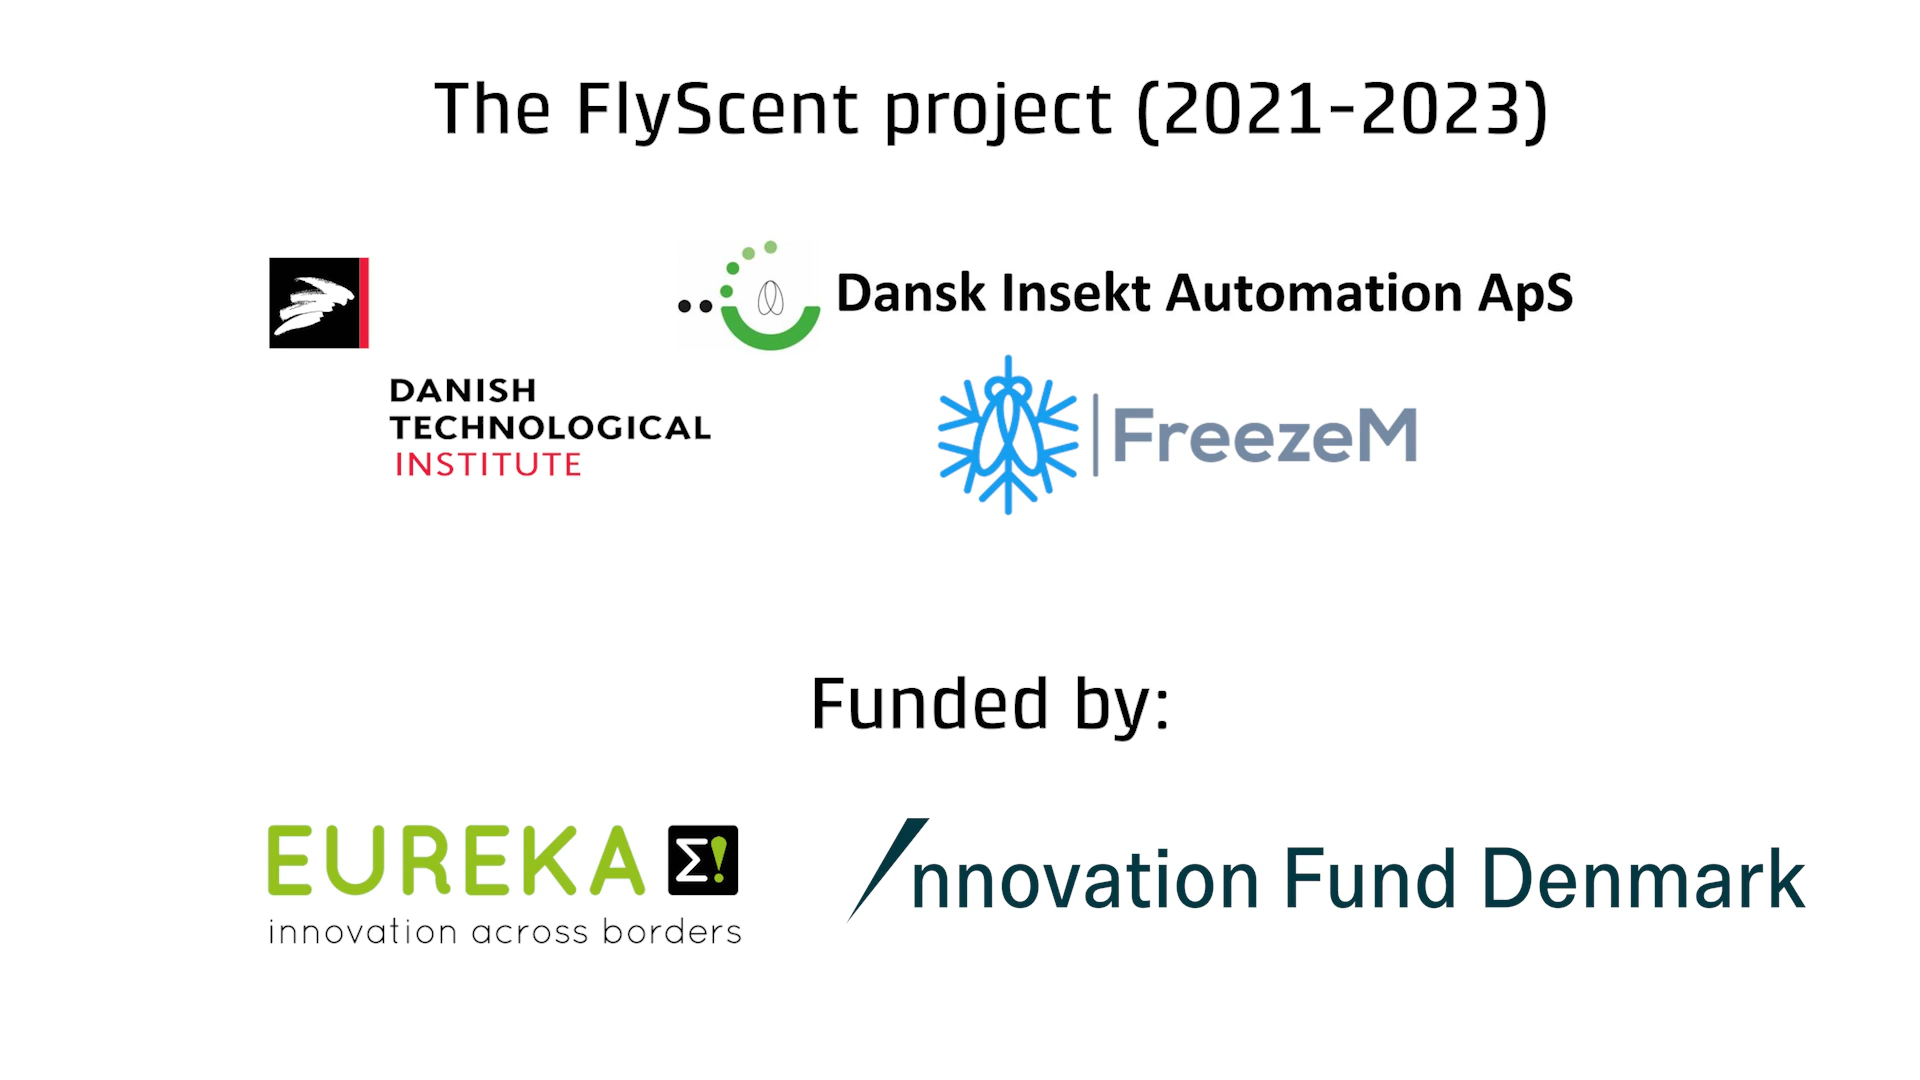 The FlyScent project (2021-2023)
Dansk Insekt Automation ApS
DANISH
TECHNOLOGICAL
INSTITUTE
FreezeM
Funded by:
EUREKA Σ!
innovation across borders
Innovation Fund Denmark